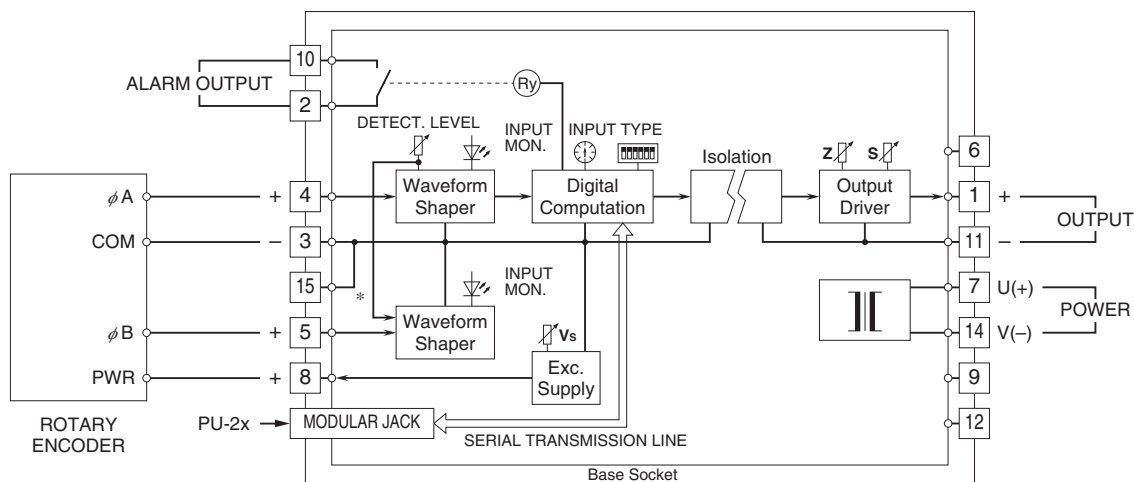 10
ALARM OUTPUT
2
Ry
DETECT. LEVEL
INPUT
MON.
INPUT TYPE
Isolation
Z
S
6
φA
+
4
Waveform
Shaper
Digital
Computation
Output
Driver
1
+
OUTPUT
COM
–
3
11
–
15
*
INPUT
MON.
7
U(+)
POWER
φB
+
5
Waveform
Shaper
Vs
14
V(–)
PWR
+
8
Exc.
Supply
9
ROTARY
ENCODER
PU-2x
MODULAR JACK
SERIAL TRANSMISSION LINE
12
Base Socket